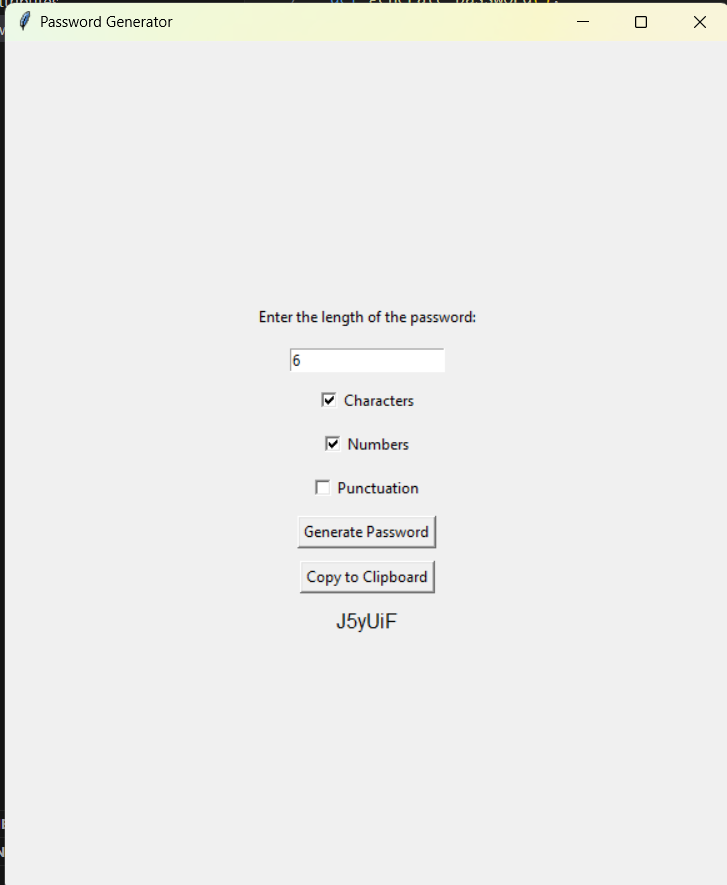 Password Generator
Enter the length of the password:
6
Characters
Numbers
Punctuation
Generate Password
Copy to Clipboard
J5yUiF